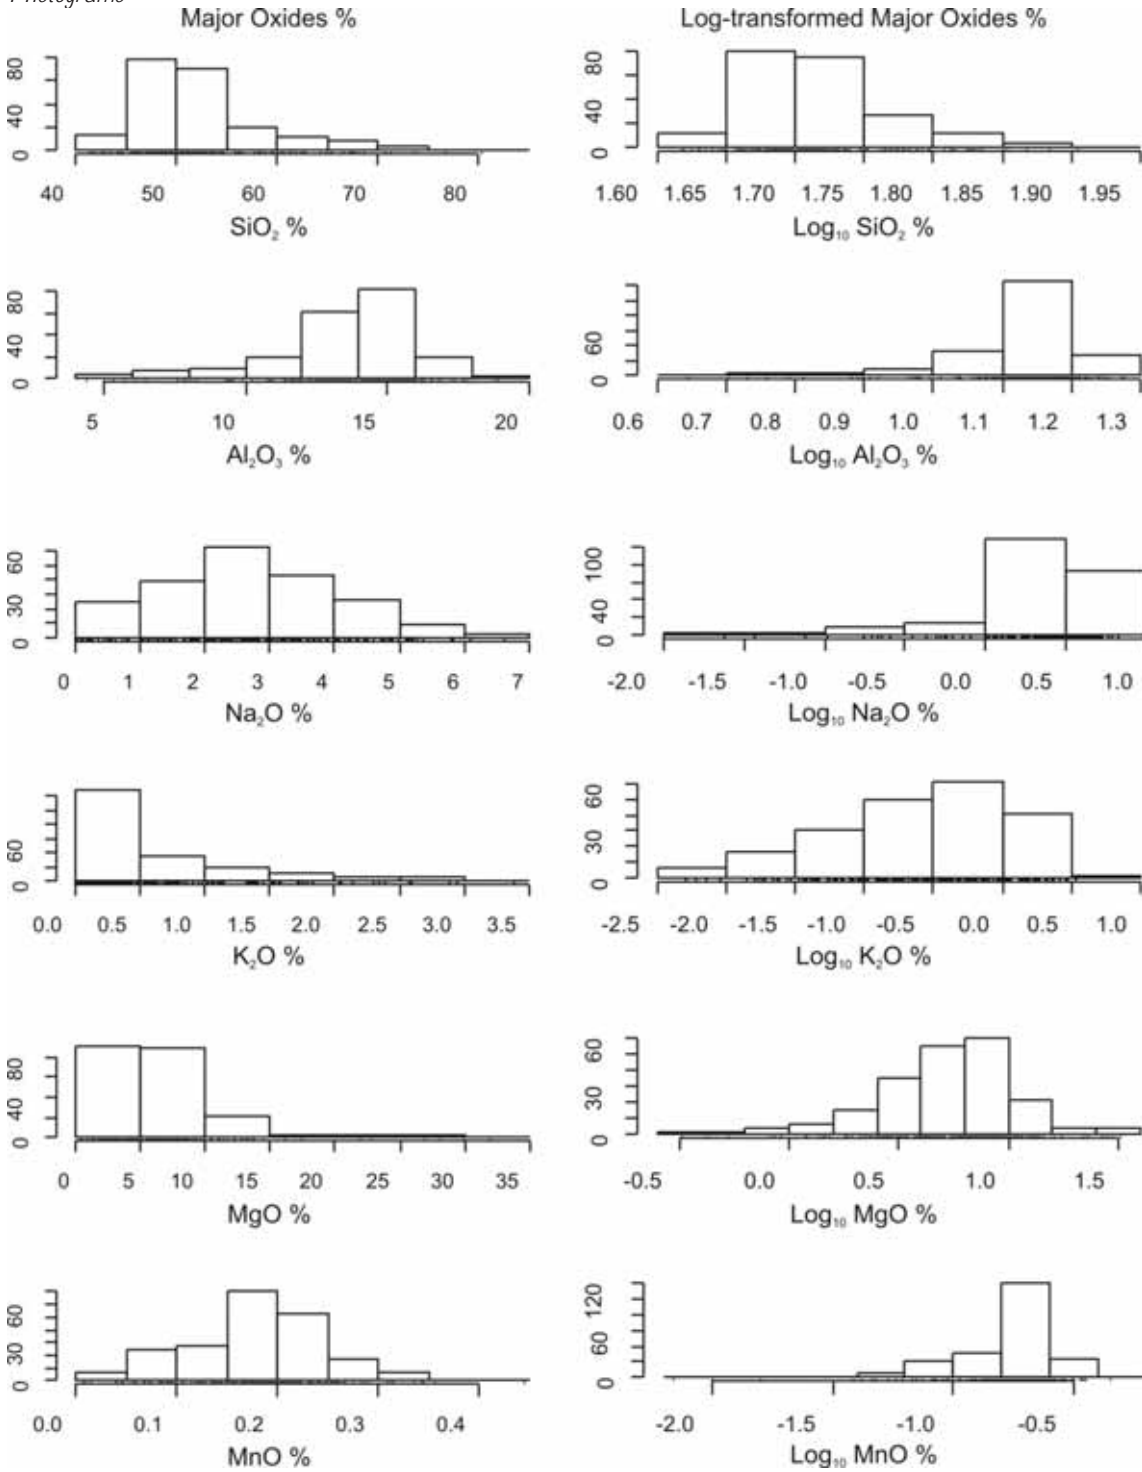 Major Oxides %
Log-transformed Major Oxides %
0 40 80
40 50 60 70 80
SiO₂ %
0 40 80
1.60 1.65 1.70 1.75 1.80 1.85 1.90 1.95
Log₁₀ SiO₂ %
0 40 80
5 10 15 20
Al₂O₃ %
0 60
0.6 0.7 0.8 0.9 1.0 1.1 1.2 1.3
Log₁₀ Al₂O₃ %
0 30 60
0 1 2 3 4 5 6 7
Na₂O %
0 40 100
-2.0 -1.5 -1.0 -0.5 0.0 0.5 1.0
Log₁₀ Na₂O %
0 60
0.0 0.5 1.0 1.5 2.0 2.5 3.0 3.5
K₂O %
0 30 60
-2.5 -2.0 -1.5 -1.0 -0.5 0.0 0.5 1.0
Log₁₀ K₂O %
0 40 80
0 5 10 15 20 25 30 35
MgO %
0 30 60
-0.5 0.0 0.5 1.0 1.5
Log₁₀ MgO %
0 30 60
0.0 0.1 0.2 0.3 0.4
MnO %
0 60 120
-2.0 -1.5 -1.0 -0.5
Log₁₀ MnO %